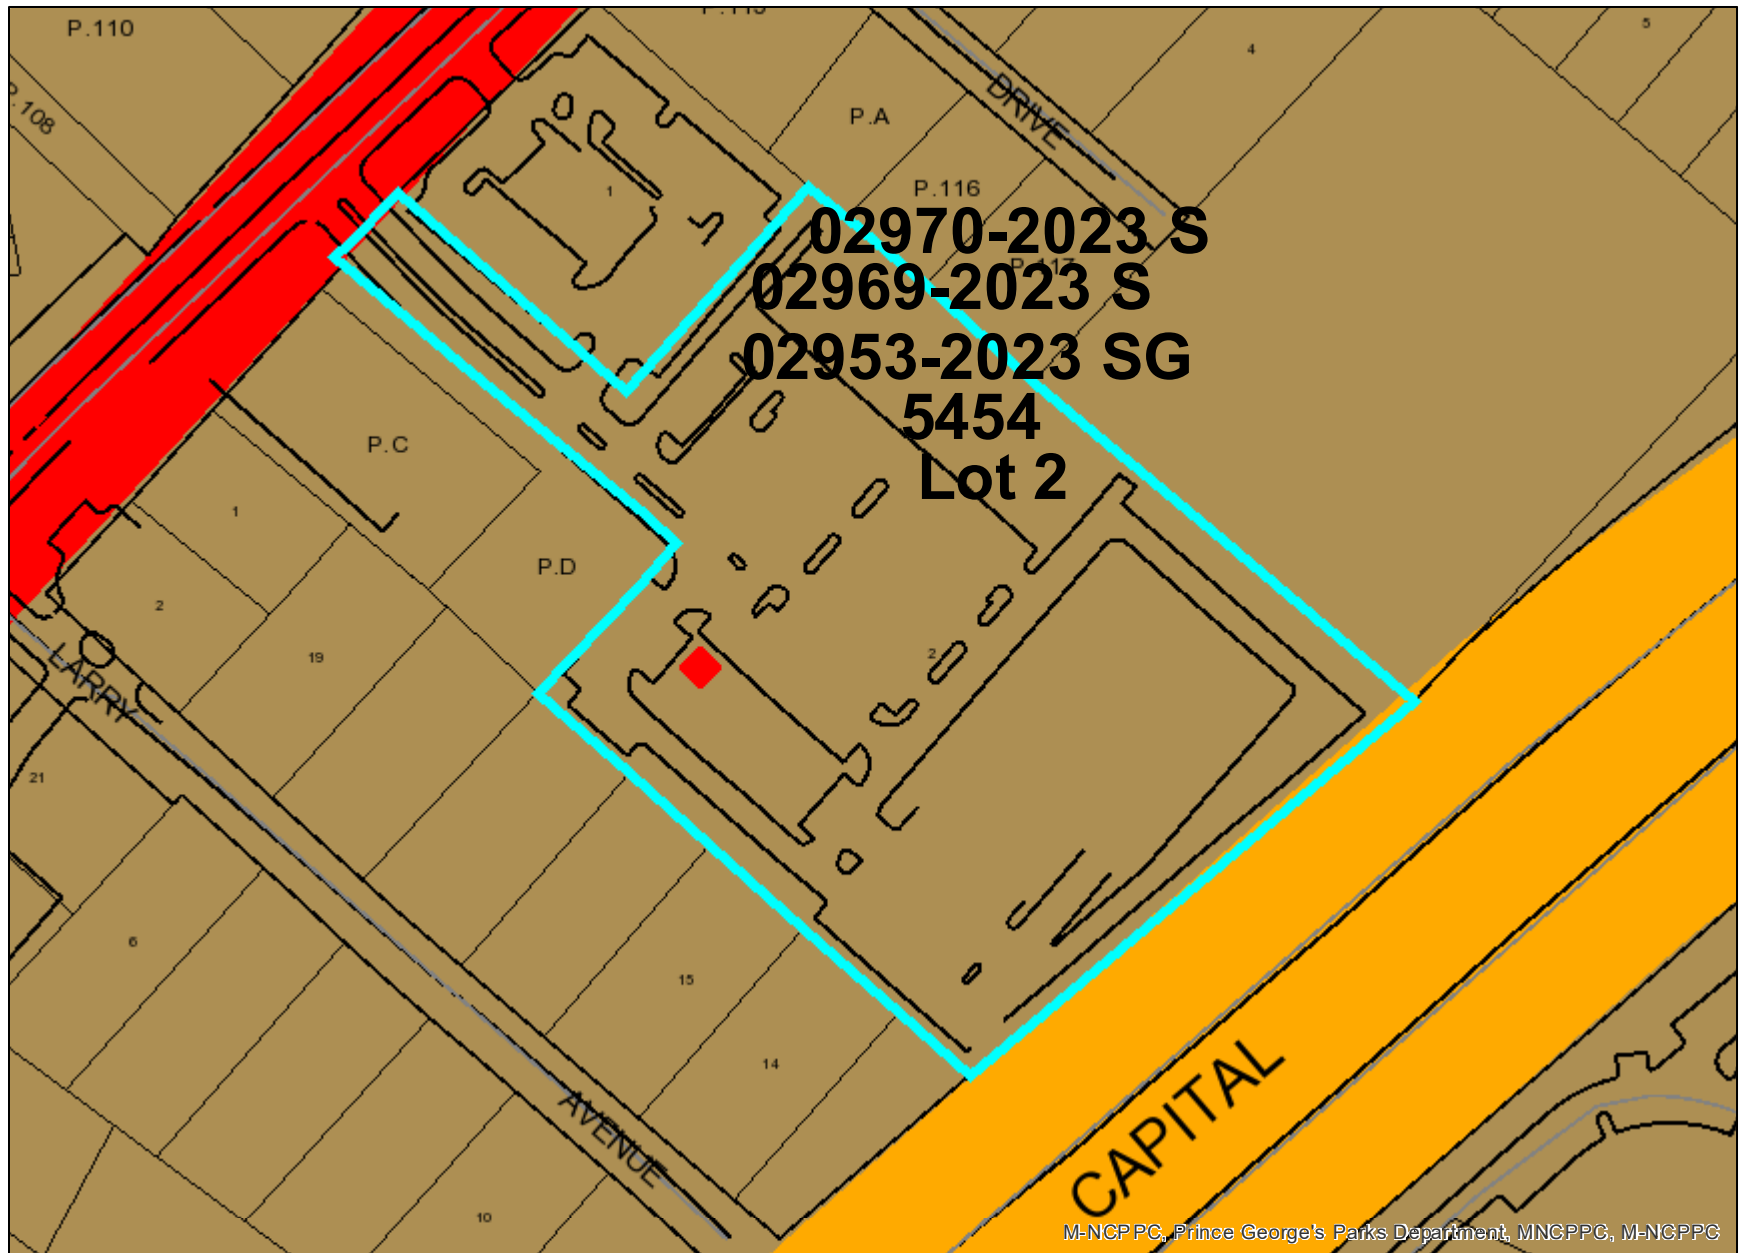 P.110
5
4
P.108
P.A
DRIVE
1
P.116
02970-2023 S
P.117
02969-2023 S
02953-2023 SG
5454
P.C
Lot 2
1
P.D
2
19
2
LARRY
21
6
15
14
AVENUE
CAPITAL
10
M-NCPPC, Prince George's Parks Department, MNCPPC, M-NCPPC